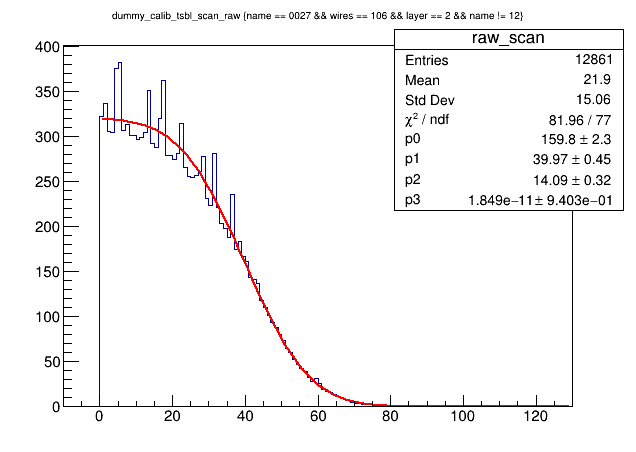 dummy_calib_tsbl_scan_raw {name == 0027 && wires == 106 && layer == 2 && name != 12}
raw_scan
Entries 12861
Mean 21.9
Std Dev 15.06
χ² / ndf 81.96 / 77
p0 159.8 ± 2.3
p1 39.97 ± 0.45
p2 14.09 ± 0.32
p3 1.849e−11 ± 9.403e−01
400
350
300
250
200
150
100
50
0
0 20 40 60 80 100 120